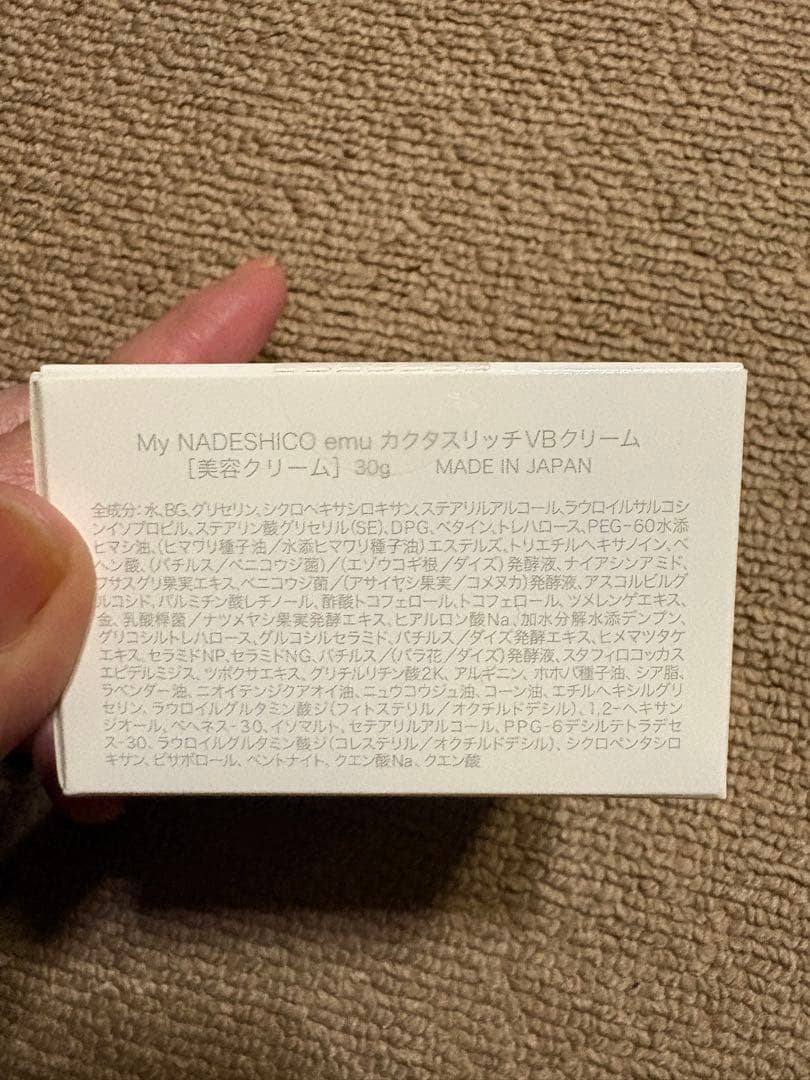 My NADESHICO emu カクタスリッチVBクリーム
［美容クリーム］30g MADE IN JAPAN
全成分：水、BG、グリセリン、シクロヘキサシロキサン、ステアリルアルコール、ラウロイルサルコシ
ンイソプロピル、ステアリン酸グリセリル（SE）、DPG、ベタイン、トレハロース、PEG-60水添
ヒマシ油、（ヒマワリ種子油／水添ヒマワリ種子油）エステルズ、トリエチルヘキサノイン、ベ
ヘン酸、（バチルス／ベニコウジ菌）／（エゾウコギ根／ダイズ）発酵液、ナイアシンアミド、
ワサスグリ果実エキス、ベニコウジ菌／（アサイヤシ果実／コメヌカ）発酵液、アスコルビルグ
ルコシド、パルミチン酸レチノール、酢酸トコフェロール、トコフェロール、ツメレンゲエキス、
金、乳酸桿菌／ナツメヤシ果実発酵エキス、ヒアルロン酸Na、加水分解水添デンプン、
グリコシルトレハロース、グルコシルセラミド、バチルス／ダイズ発酵エキス、ヒメマツタケ
エキス、セラミドNP、セラミドNG、バチルス／（バラ花／ダイズ）発酵液、スタフィロコッカス
エピデルミジス、ツボクサエキス、グリチルリチン酸2K、アルギニン、ホホバ種子油、シア脂、
ラベンダー油、ニオイテンジクアオイ油、ニュウコウジュ油、コーン油、エチルヘキシルグリ
セリン、ラウロイルグルタミン酸ジ（フィトステリル／オクチルドデシル）、1,2-ヘキサン
ジオール、ベヘネス-30、イソマルト、セテアリルアルコール、PPG-6デシルテトラデセ
ス-30、ラウロイルグルタミン酸ジ（コレステリル／オクチルドデシル）、シクロペンタシロ
キサン、ビサボロール、ベントナイト、クエン酸Na、クエン酸